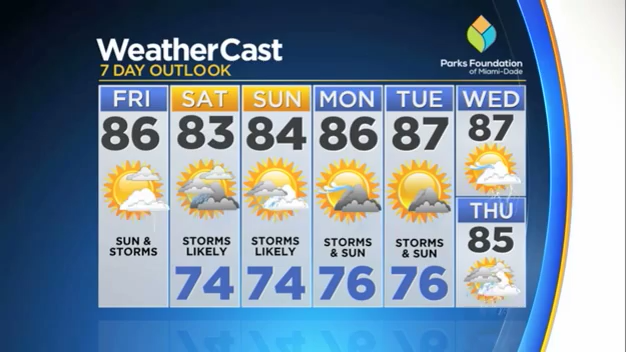 WeatherCast
7 DAY OUTLOOK
Parks Foundation
of Miami-Dade
FRI
86
SUN &
STORMS
SAT
83
STORMS
LIKELY
74
SUN
84
STORMS
LIKELY
74
MON
86
STORMS
& SUN
76
TUE
87
STORMS
& SUN
76
WED
87
THU
85